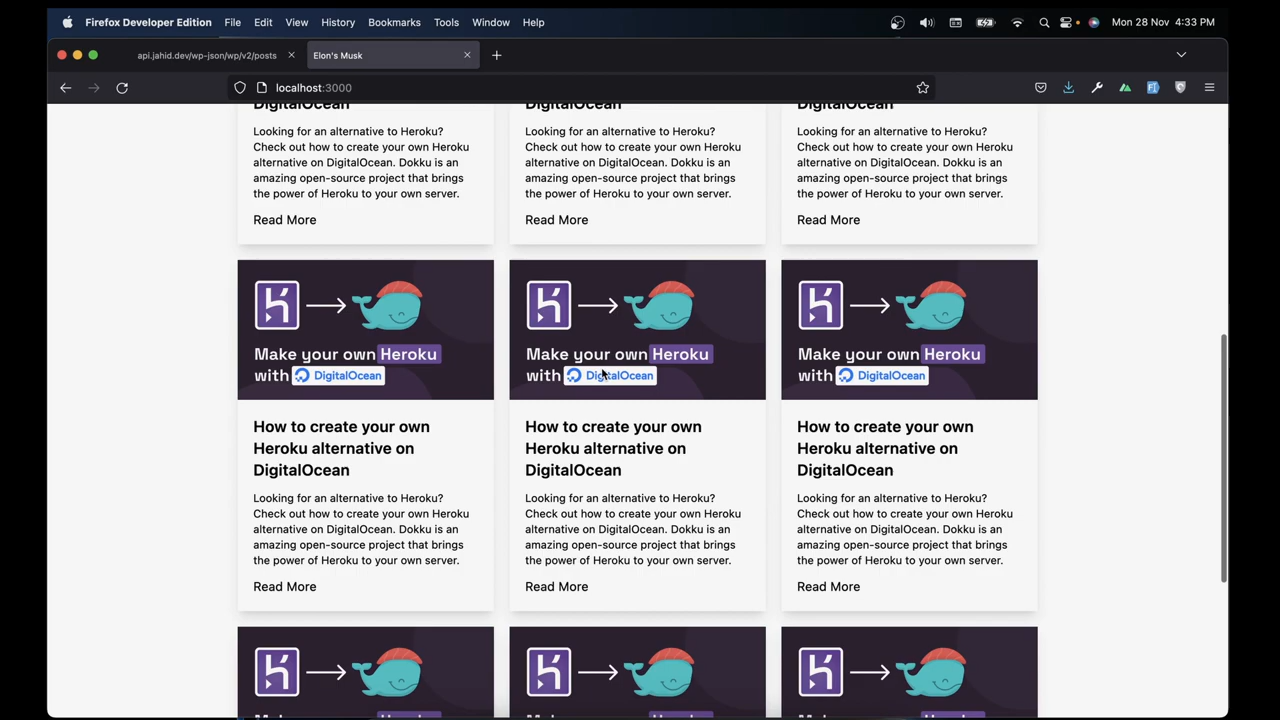 Firefox Developer Edition File Edit View History Bookmarks Tools Window Help Mon 28 Nov 4:33 PM
api.jahid.dev/wp-json/wp/v2/posts Elon's Musk
localhost:3000
DigitalOcean DigitalOcean DigitalOcean
Looking for an alternative to Heroku?
Check out how to create your own Heroku
alternative on DigitalOcean. Dokku is an
amazing open-source project that brings
the power of Heroku to your own server.
Read More
Looking for an alternative to Heroku?
Check out how to create your own Heroku
alternative on DigitalOcean. Dokku is an
amazing open-source project that brings
the power of Heroku to your own server.
Read More
Looking for an alternative to Heroku?
Check out how to create your own Heroku
alternative on DigitalOcean. Dokku is an
amazing open-source project that brings
the power of Heroku to your own server.
Read More
Make your own Heroku
with DigitalOcean
How to create your own
Heroku alternative on
DigitalOcean
Looking for an alternative to Heroku?
Check out how to create your own Heroku
alternative on DigitalOcean. Dokku is an
amazing open-source project that brings
the power of Heroku to your own server.
Read More
Make your own Heroku
with DigitalOcean
How to create your own
Heroku alternative on
DigitalOcean
Looking for an alternative to Heroku?
Check out how to create your own Heroku
alternative on DigitalOcean. Dokku is an
amazing open-source project that brings
the power of Heroku to your own server.
Read More
Make your own Heroku
with DigitalOcean
How to create your own
Heroku alternative on
DigitalOcean
Looking for an alternative to Heroku?
Check out how to create your own Heroku
alternative on DigitalOcean. Dokku is an
amazing open-source project that brings
the power of Heroku to your own server.
Read More